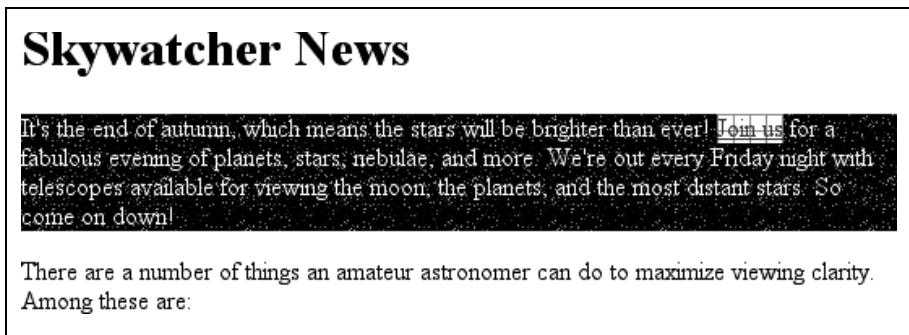 Skywatcher News
It's the end of autumn, which means the stars will be brighter than ever! Join us for a
fabulous evening of planets, stars, nebulae, and more. We're out every Friday night with
telescopes available for viewing the moon, the planets, and the most distant stars. So
come on down!
There are a number of things an amateur astronomer can do to maximize viewing clarity.
Among these are: